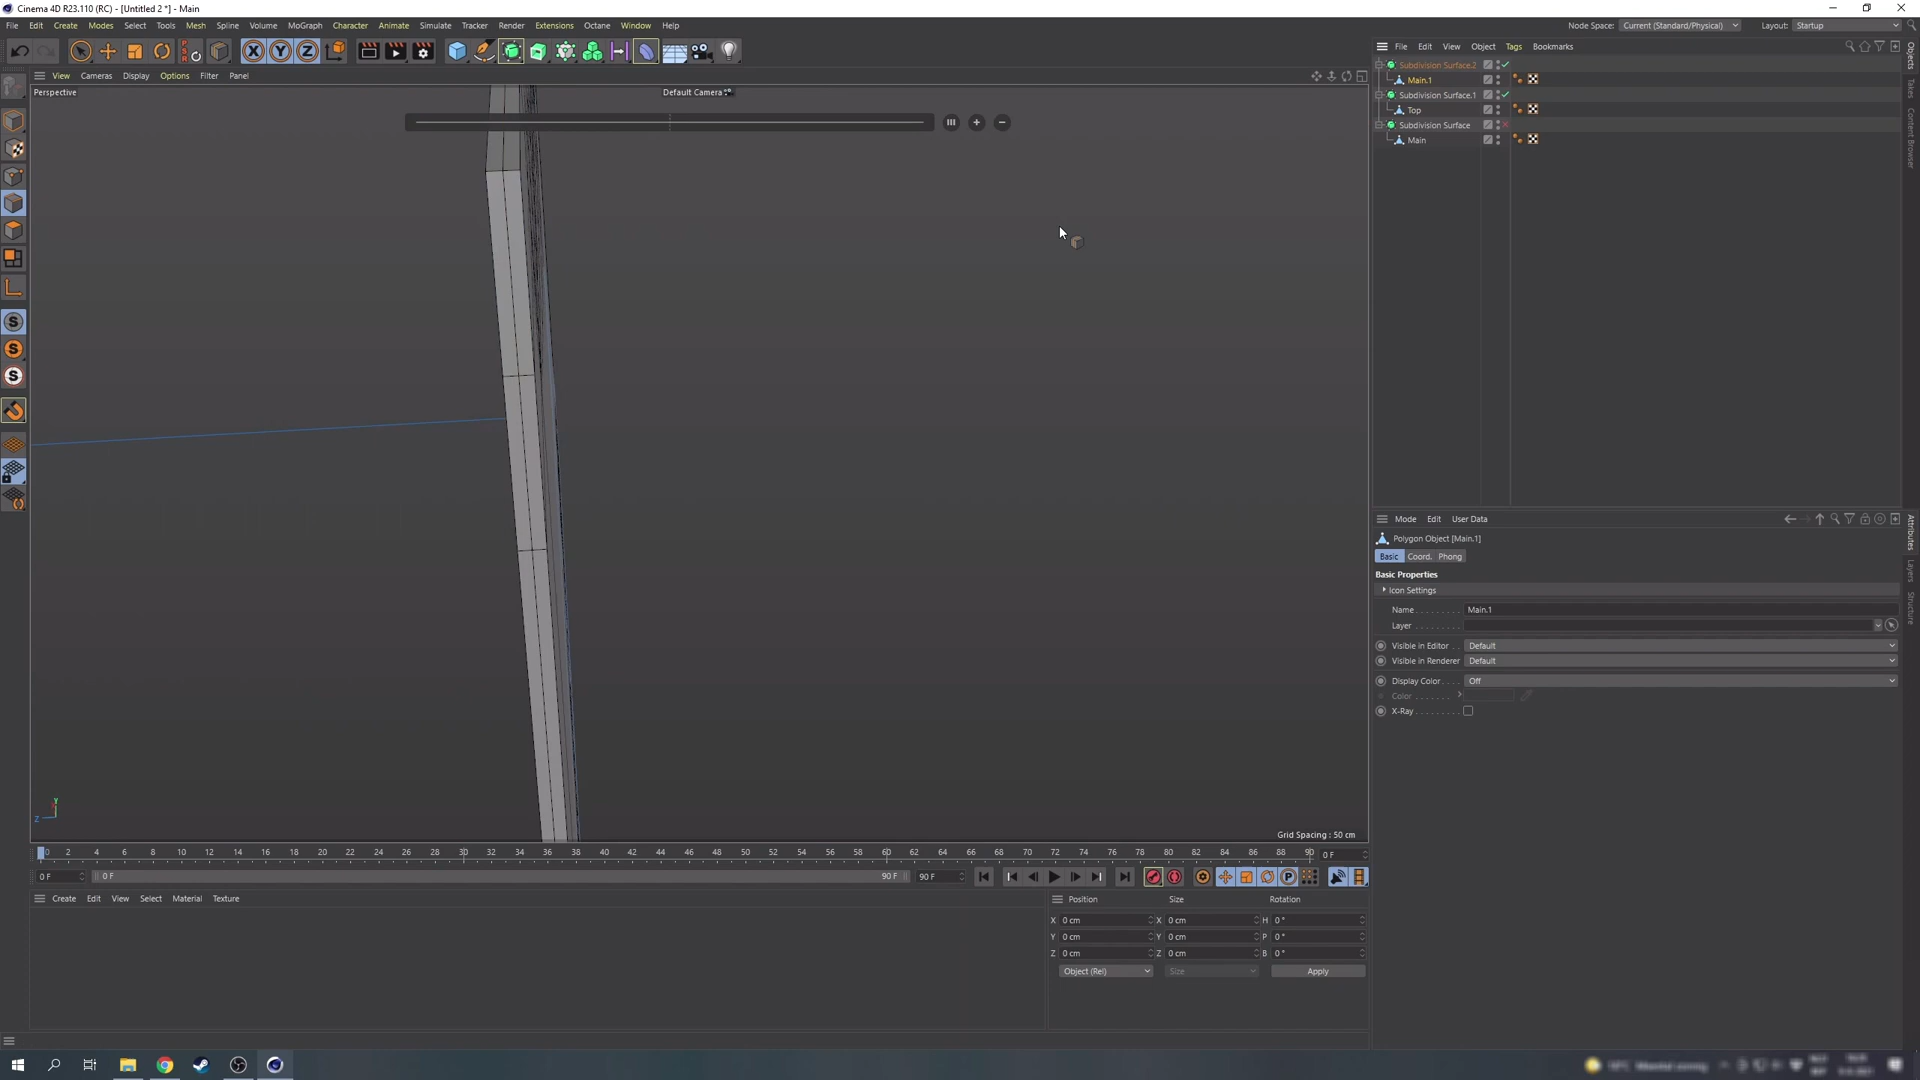 Cinema 4D R23.110 (RC) - [Untitled 2 *] - Main
File Edit Create Modes Select Tools Mesh Spline Volume MoGraph Character Animate Simulate Tracker Render Extensions Octane Window Help
Node Space: Current (Standard/Physical) Layout: Startup
PSR X Y Z
File Edit View Object Tags Bookmarks
View Cameras Display Options Filter Panel
Perspective
Default Camera
Subdivision Surface.2
Main.1
Subdivision Surface.1
Top
Subdivision Surface
Main
Objects
Takes
Content Browser
S
S
S
Mode Edit User Data
Polygon Object [Main.1]
Basic Coord. Phong
Basic Properties
Icon Settings
Name Main.1
Layer
Visible in Editor Default
Visible in Renderer Default
Display Color Off
Color
X-Ray
Attributes
Layers
Structure
Y
Z
Grid Spacing : 50 cm
0 2 4 6 8 10 12 14 16 18 20 22 24 26 28 30 32 34 36 38 40 42 44 46 48 50 52 54 56 58 60 62 64 66 68 70 72 74 76 78 80 82 84 86 88 90 0 F
0 F 0 F 90 F 90 F P
Create Edit View Select Material Texture
Position Size Rotation
X 0 cm X 0 cm H 0 °
Y 0 cm Y 0 cm P 0 °
Z 0 cm Z 0 cm B 0 °
Object (Rel) Size Apply